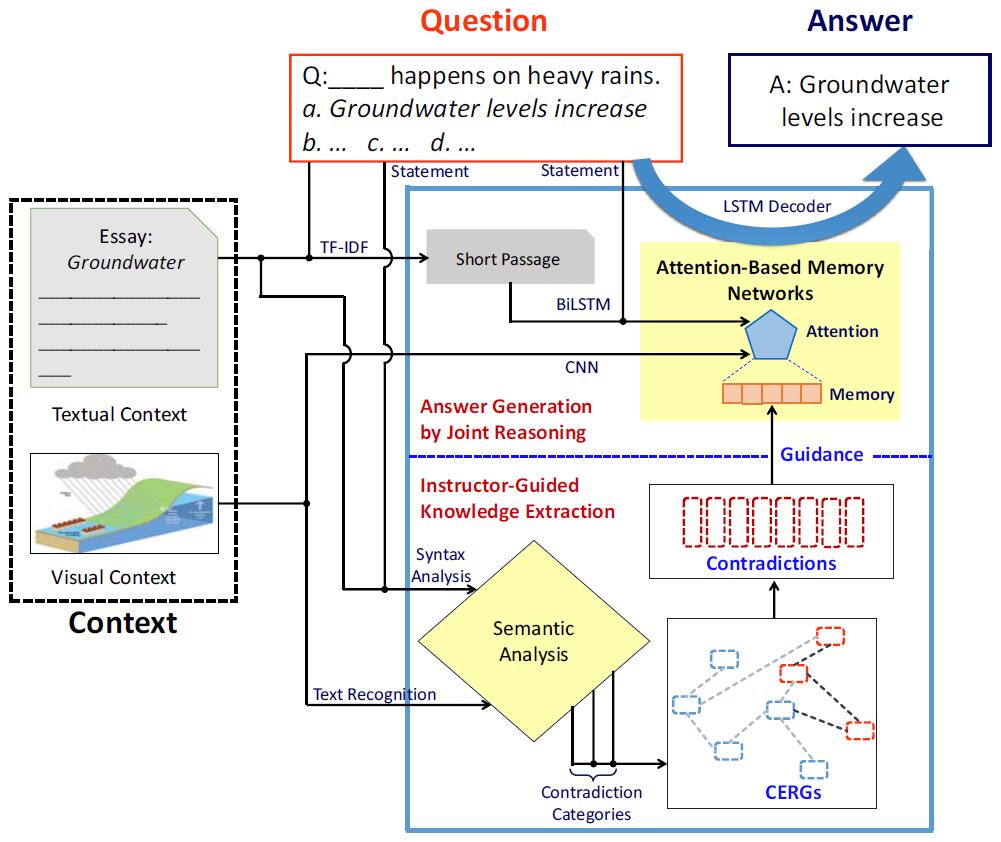 Question
Answer
Q:____ happens on heavy rains.
a. Groundwater levels increase
b. ... c. ... d. ...
A: Groundwater
levels increase
Statement
Statement
LSTM Decoder
Essay:
Groundwater
TF-IDF
Short Passage
Attention-Based Memory
Networks
BiLSTM
Attention
CNN
Memory
Textual Context
Answer Generation
by Joint Reasoning
Guidance
Instructor-Guided
Knowledge Extraction
Contradictions
Visual Context
Syntax
Analysis
Context
Semantic
Analysis
Text Recognition
CERGs
Contradiction
Categories